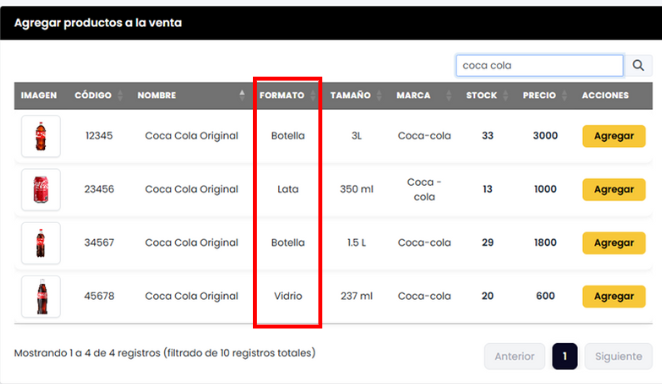 Agregar productos a la venta
coca cola
IMAGEN CÓDIGO NOMBRE FORMATO TAMAÑO MARCA STOCK PRECIO ACCIONES
12345 Coca Cola Original Botella 3L Coca-cola 33 3000 Agregar
23456 Coca Cola Original Lata 350 ml Coca - cola 13 1000 Agregar
34567 Coca Cola Original Botella 1.5 L Coca-cola 29 1800 Agregar
45678 Coca Cola Original Vidrio 237 ml Coca-cola 20 600 Agregar
Mostrando 1 a 4 de 4 registros (filtrado de 10 registros totales)
Anterior 1 Siguiente